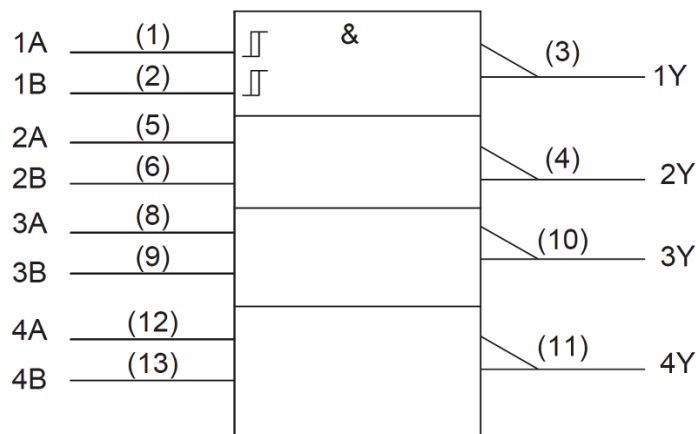 1A (1) & (3) 1Y
1B (2)
2A (5) (4) 2Y
2B (6)
3A (8) (10) 3Y
3B (9)
4A (12) (11) 4Y
4B (13)